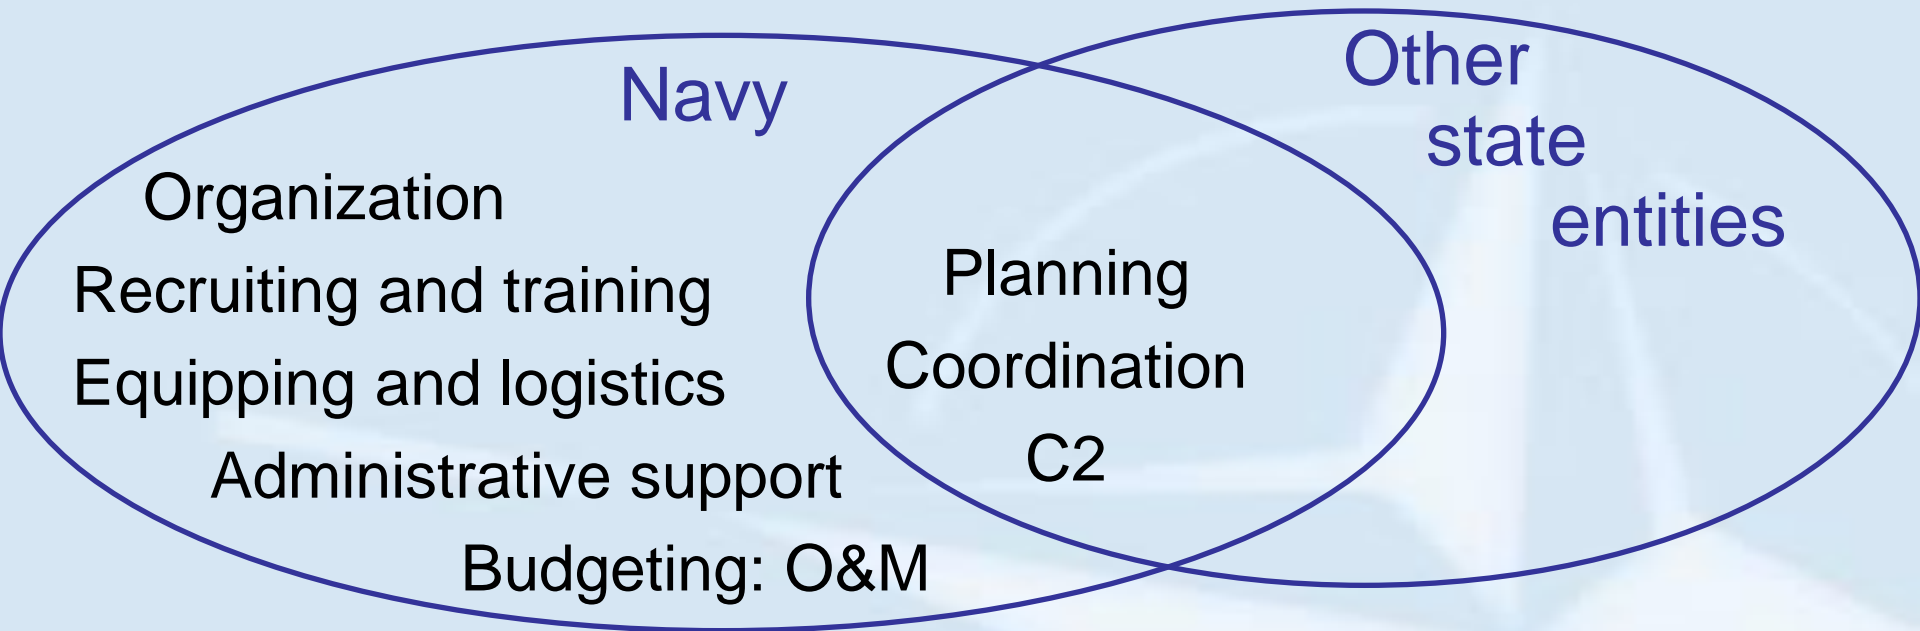 Navy
Organization
Recruiting and training
Equipping and logistics
Administrative support
Budgeting: O&M
Planning
Coordination
C2
Other
state
entities